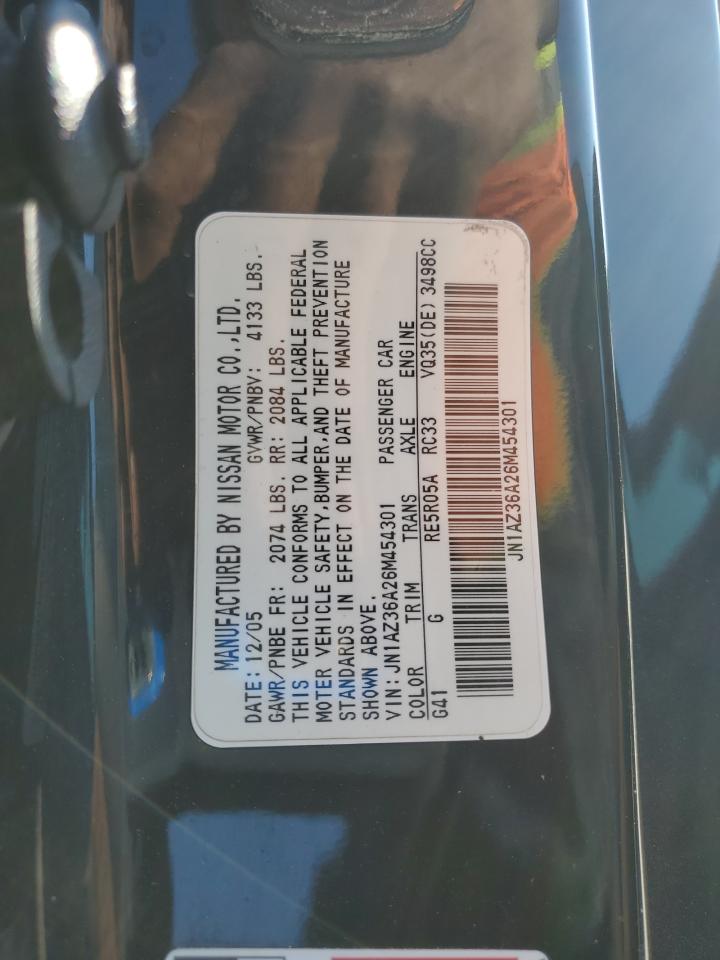 MANUFACTURED BY NISSAN MOTOR CO.,LTD.
DATE: 12/05 GVWR/PNBV: 4133 LBS.
GAWR/PNBE FR: 2074 LBS. RR: 2084 LBS.
THIS VEHICLE CONFORMS TO ALL APPLICABLE FEDERAL
MOTER VEHICLE SAFETY,BUMPER,AND THEFT PREVENTION
STANDARDS IN EFFECT ON THE DATE OF MANUFACTURE
SHOWN ABOVE.
VIN: JN1AZ36A26M454301 PASSENGER CAR
COLOR TRIM TRANS AXLE ENGINE
G41 G RE5R05A RC33 VQ35(DE) 3498CC
JN1AZ36A26M454301